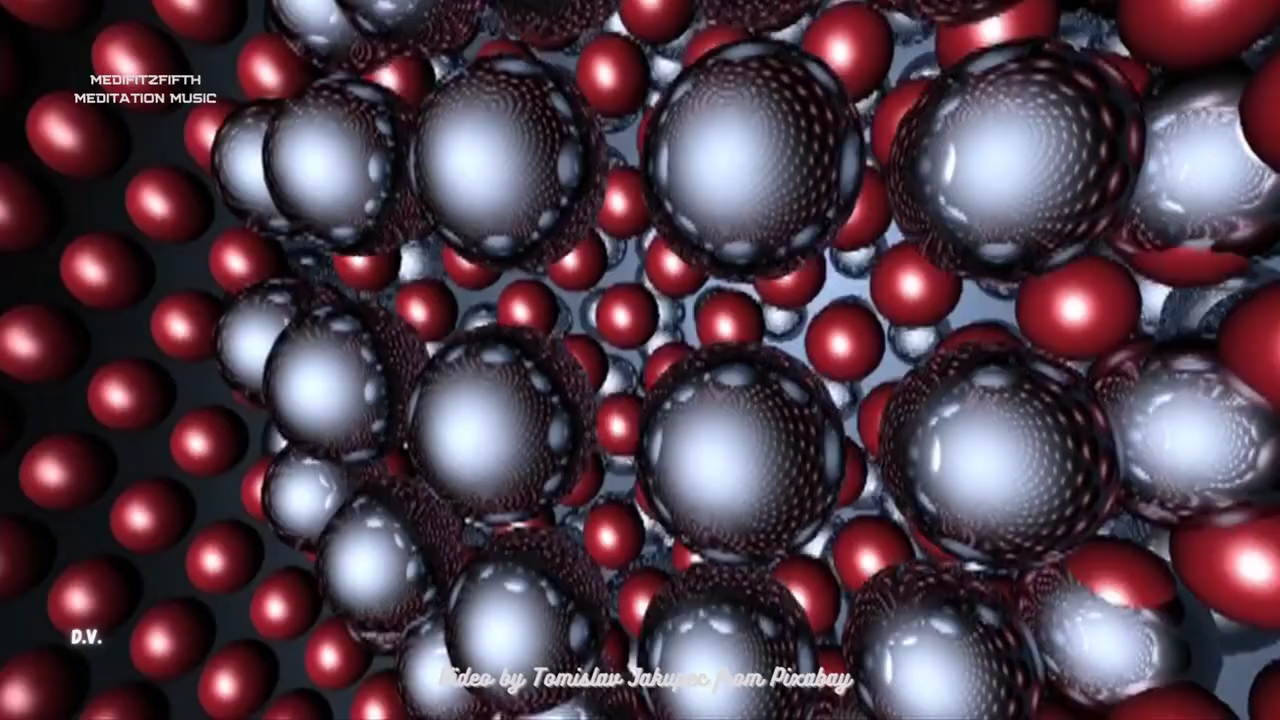 MEDIFITZFIFTH
MEDITATION MUSIC
D.V.
Video by Tomislav Jakupec from Pixabay